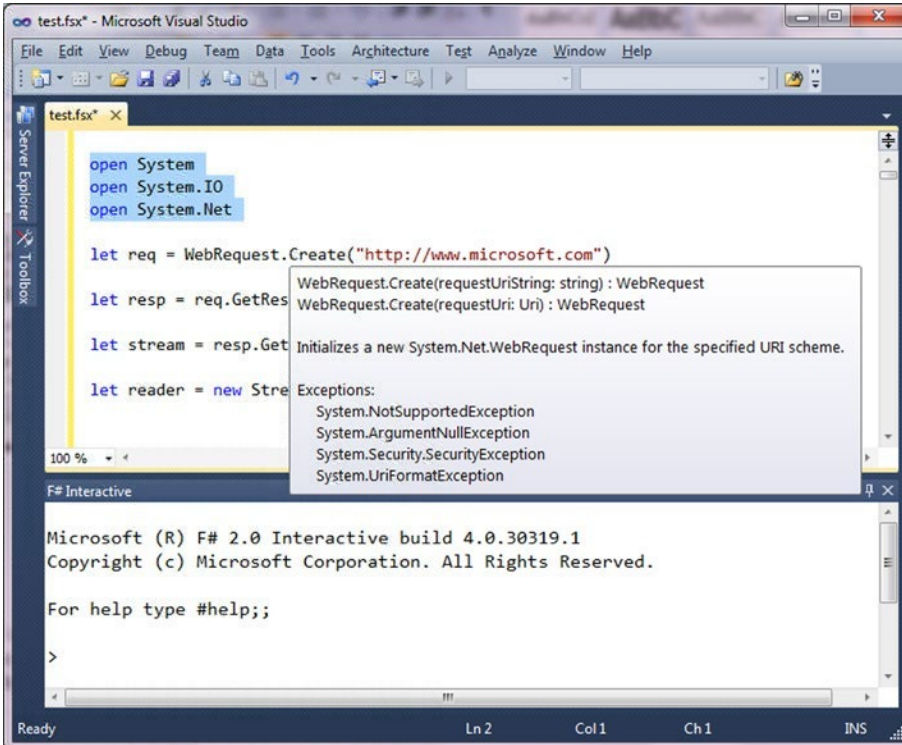 test.fsx* - Microsoft Visual Studio
File Edit View Debug Team Data Tools Architecture Test Analyze Window Help
Server Explorer
Toolbox
test.fsx*
open System
open System.IO
open System.Net
let req = WebRequest.Create("http://www.microsoft.com")
let resp = req.GetRes
let stream = resp.Get
let reader = new Stre
WebRequest.Create(requestUriString: string) : WebRequest
WebRequest.Create(requestUri: Uri) : WebRequest
Initializes a new System.Net.WebRequest instance for the specified URI scheme.
Exceptions:
System.NotSupportedException
System.ArgumentNullException
System.Security.SecurityException
System.UriFormatException
100 %
F# Interactive
Microsoft (R) F# 2.0 Interactive build 4.0.30319.1
Copyright (c) Microsoft Corporation. All Rights Reserved.
For help type #help;;
>
Ready Ln 2 Col 1 Ch 1 INS